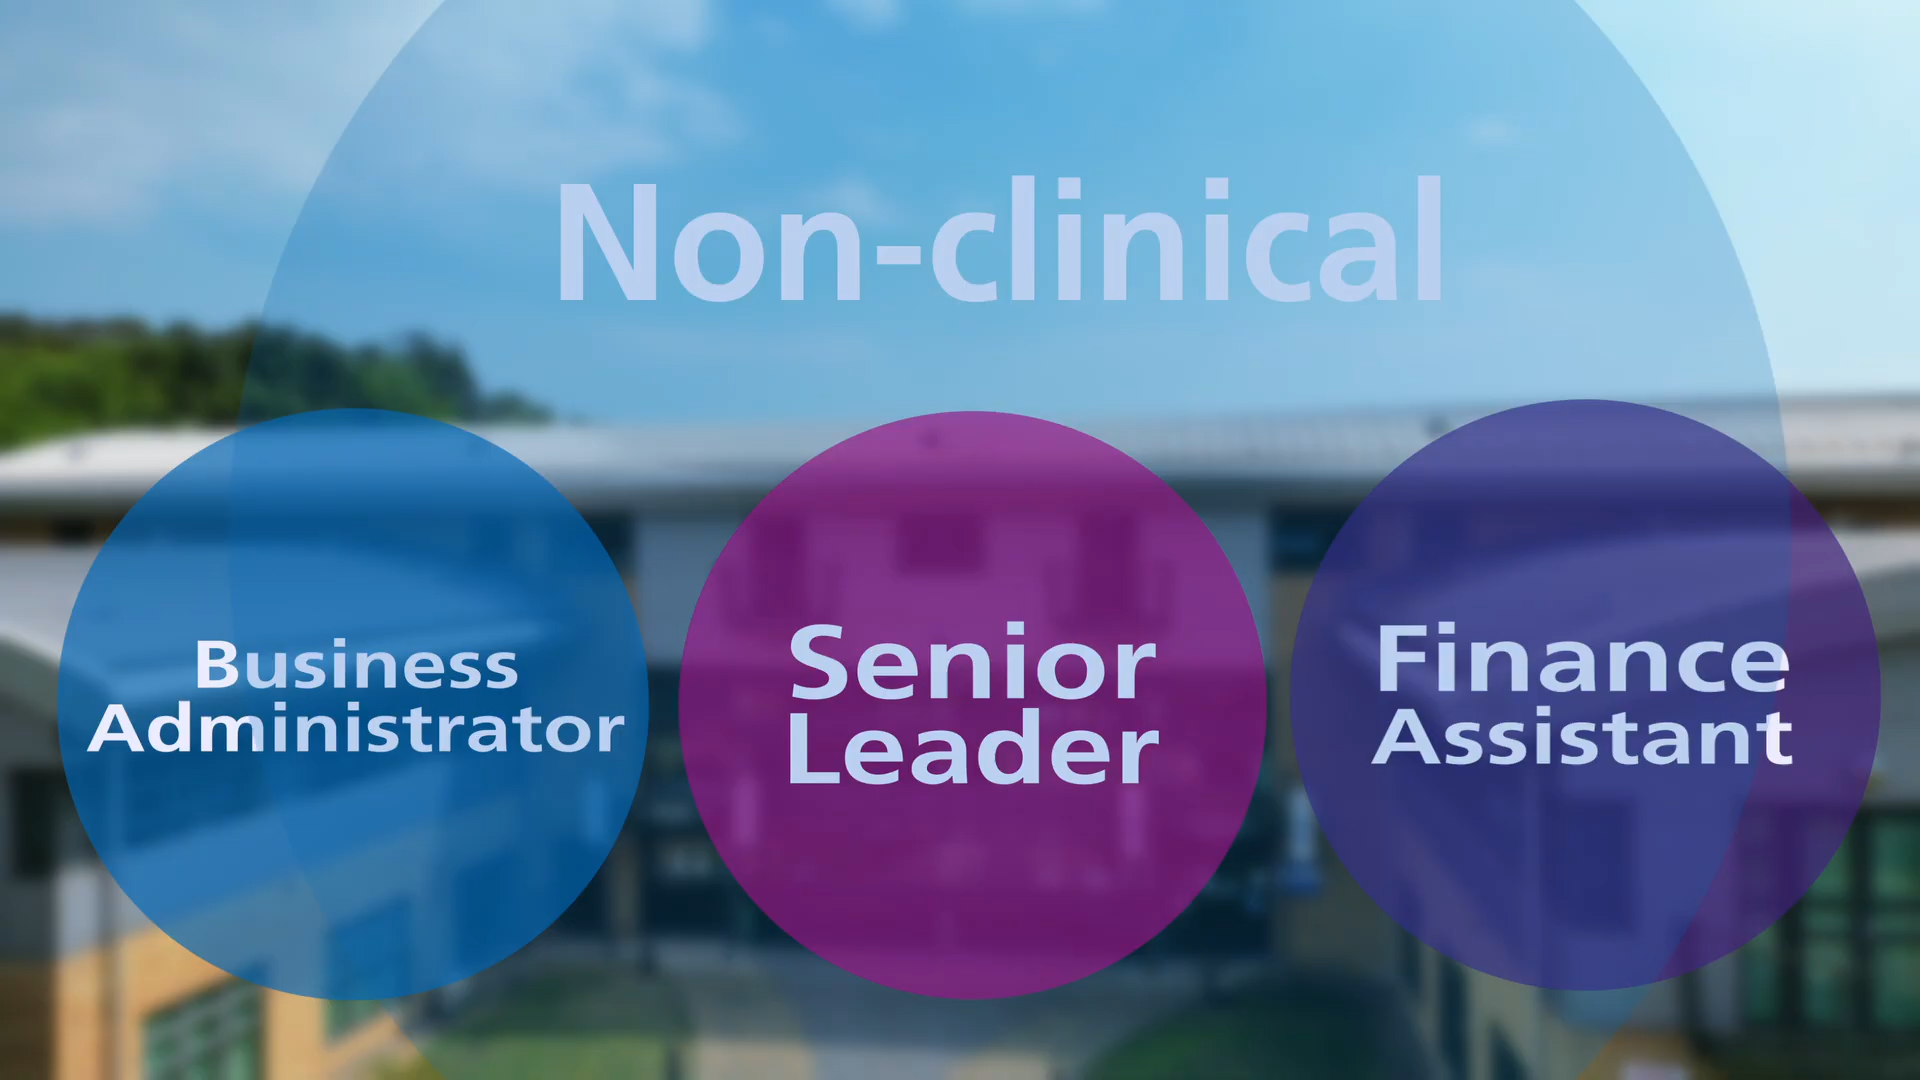 Non-clinical
Business
Administrator
Senior
Leader
Finance
Assistant